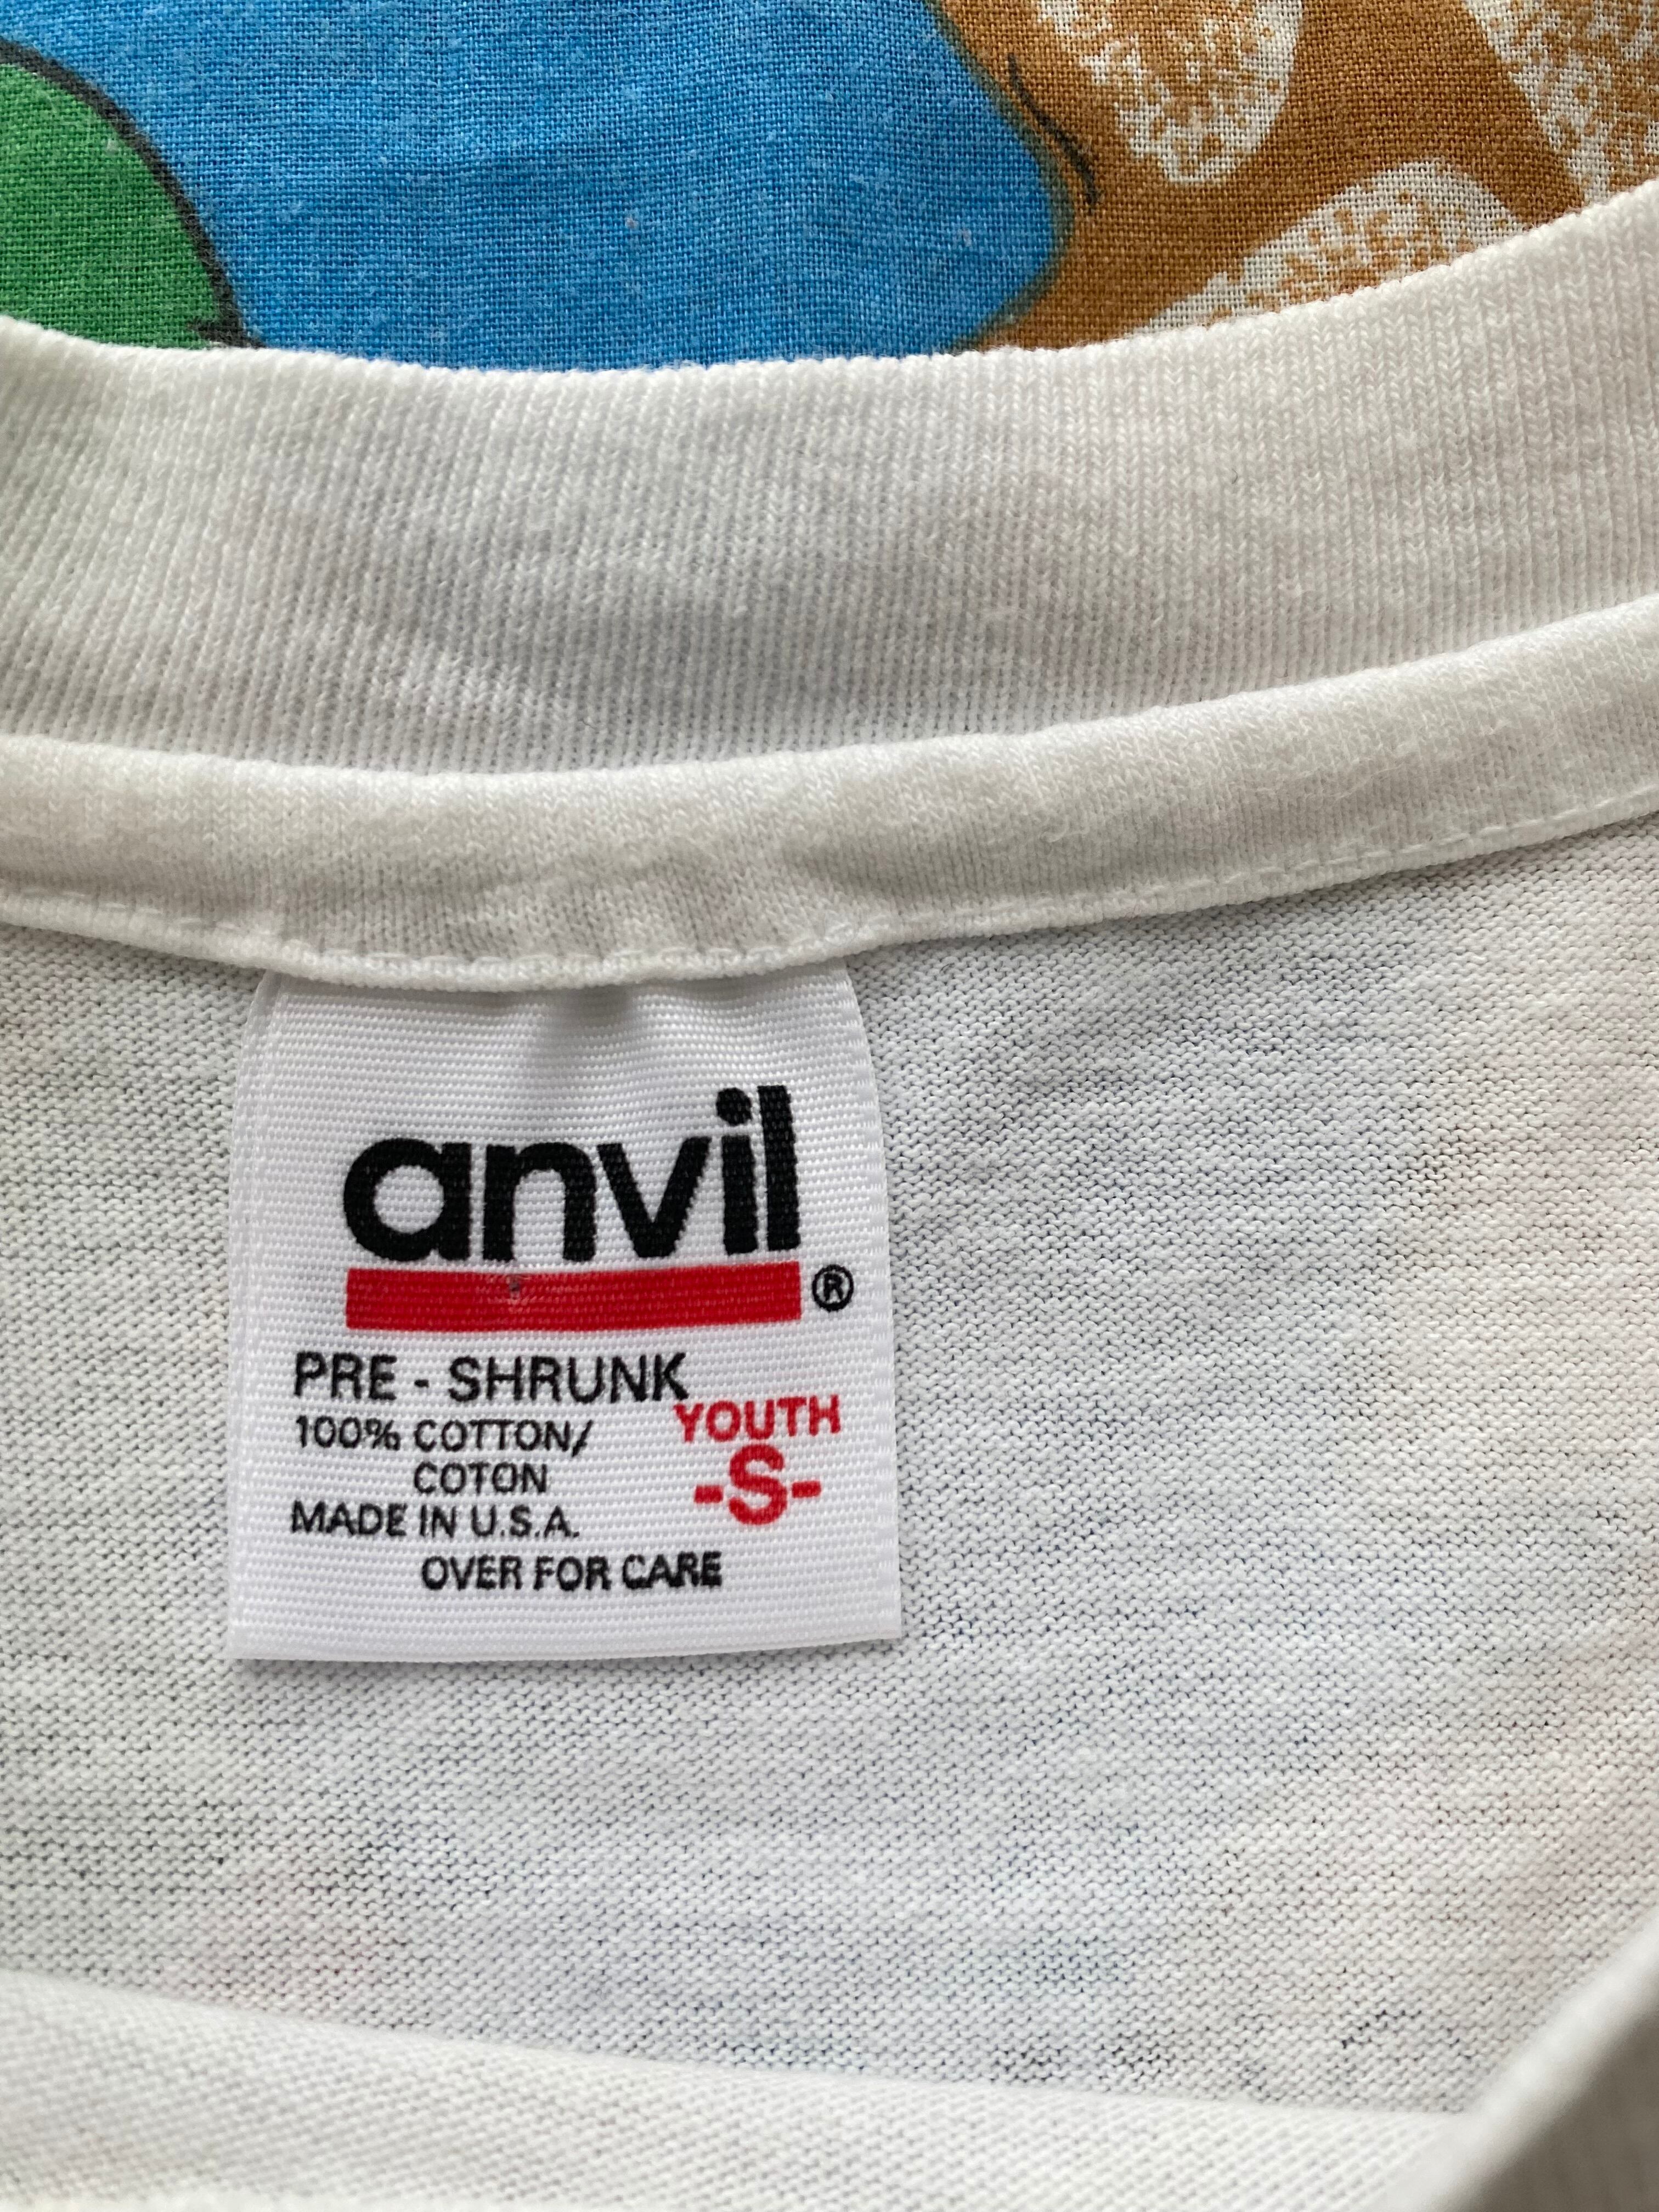 anvil
®
PRE - SHRUNK
YOUTH
100% COTTON/
COTON
-S-
MADE IN U.S.A.
OVER FOR CARE